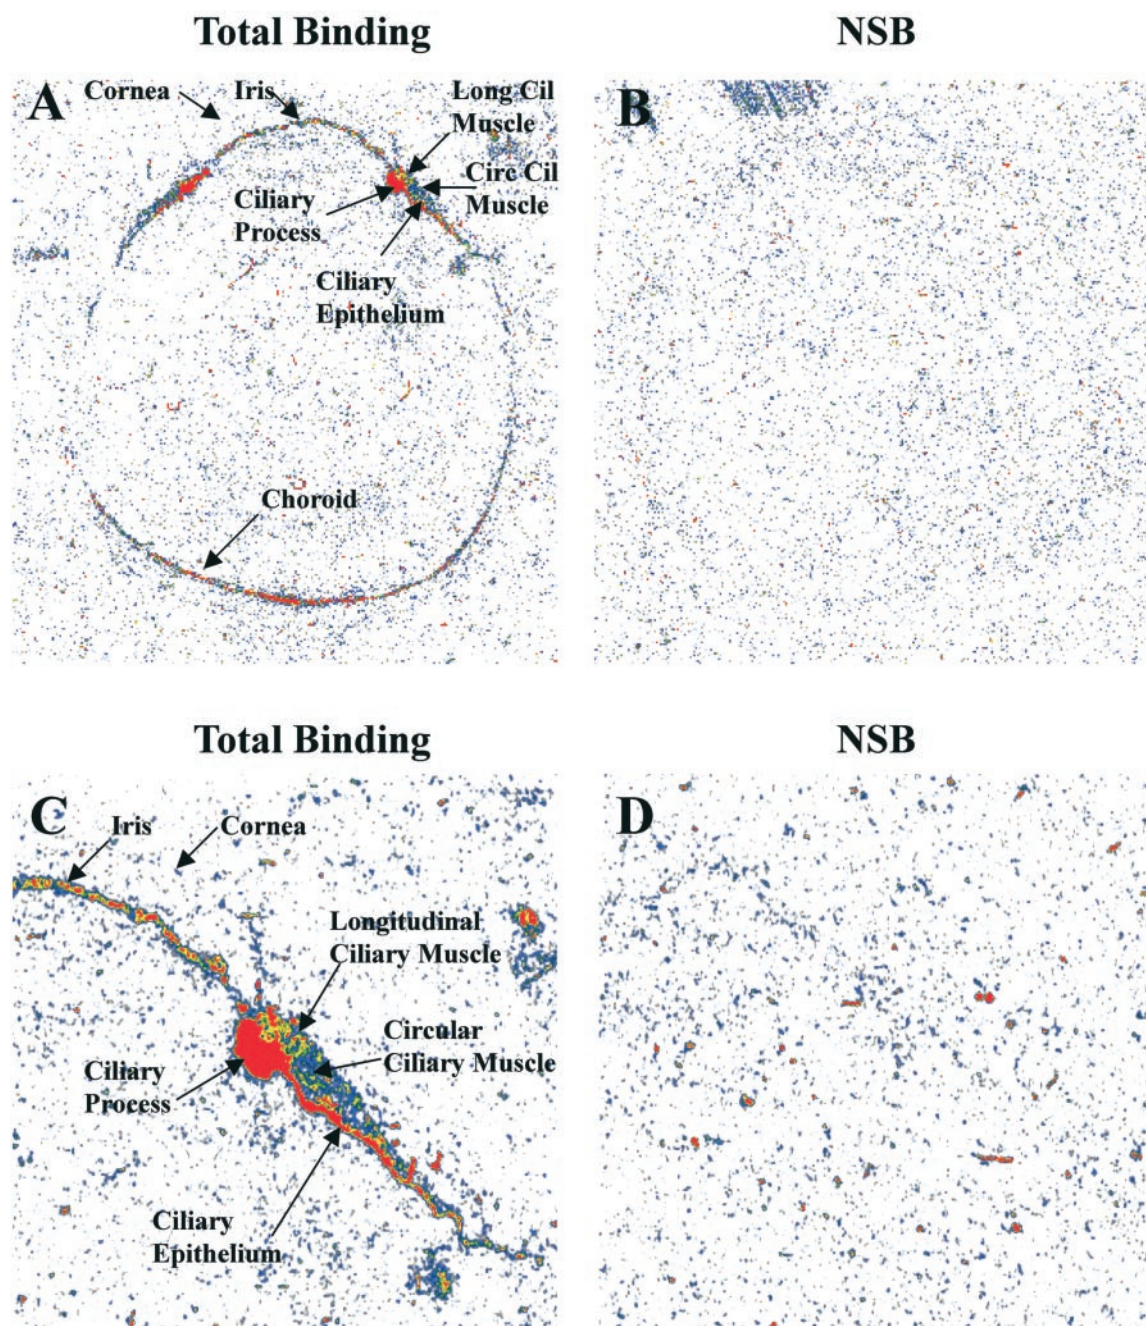 Total Binding
NSB
A
Cornea
Iris
Long Cil
Muscle
Circ Cil
Muscle
Ciliary
Process
Ciliary
Epithelium
Choroid
B
Total Binding
NSB
C
Iris
Cornea
Longitudinal
Ciliary Muscle
Circular
Ciliary Muscle
Ciliary
Process
Ciliary
Epithelium
D